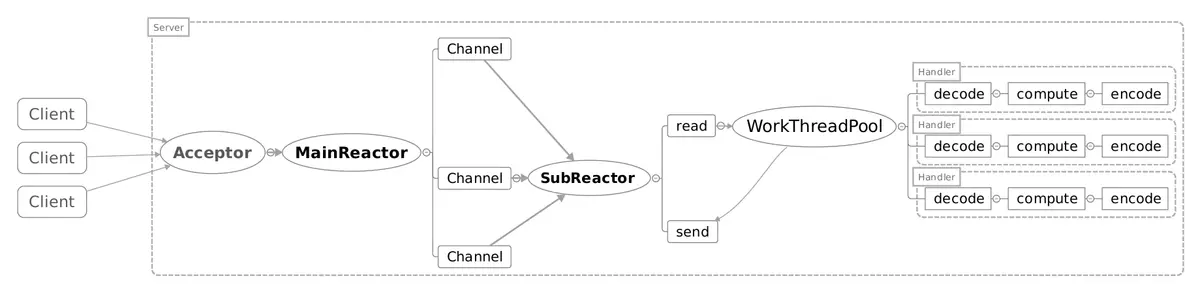 Server
Client
Client
Client
Acceptor
MainReactor
Channel
Channel
Channel
SubReactor
read
send
WorkThreadPool
Handler
decode compute encode
Handler
decode compute encode
Handler
decode compute encode